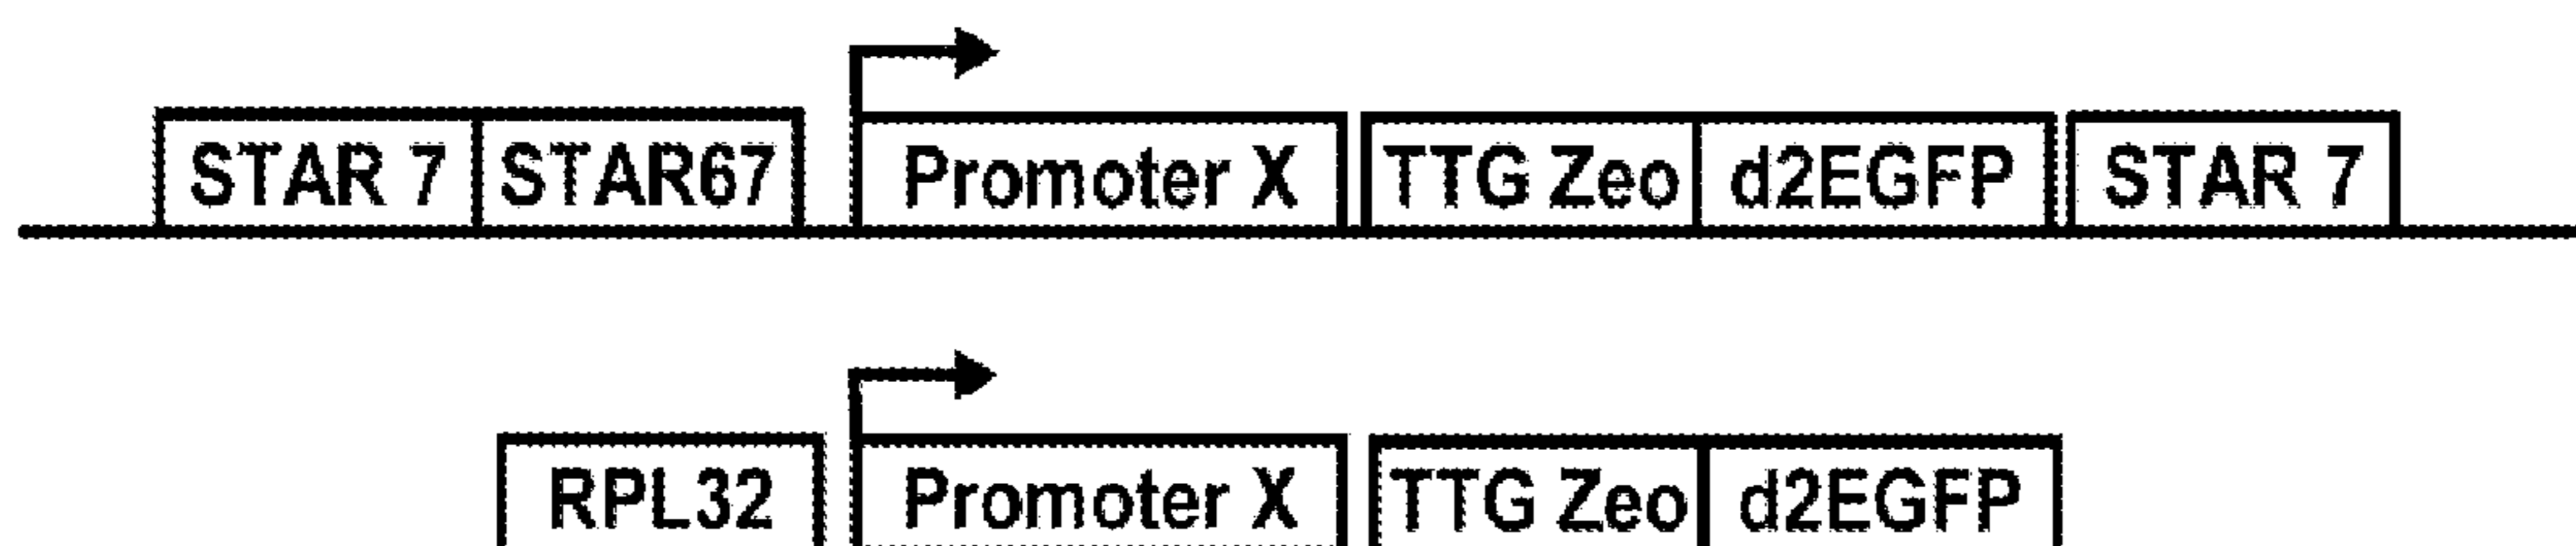 STAR 7 STAR67 Promoter X TTG Zeo d2EGFP STAR 7
RPL32 Promoter X TTG Zeo d2EGFP